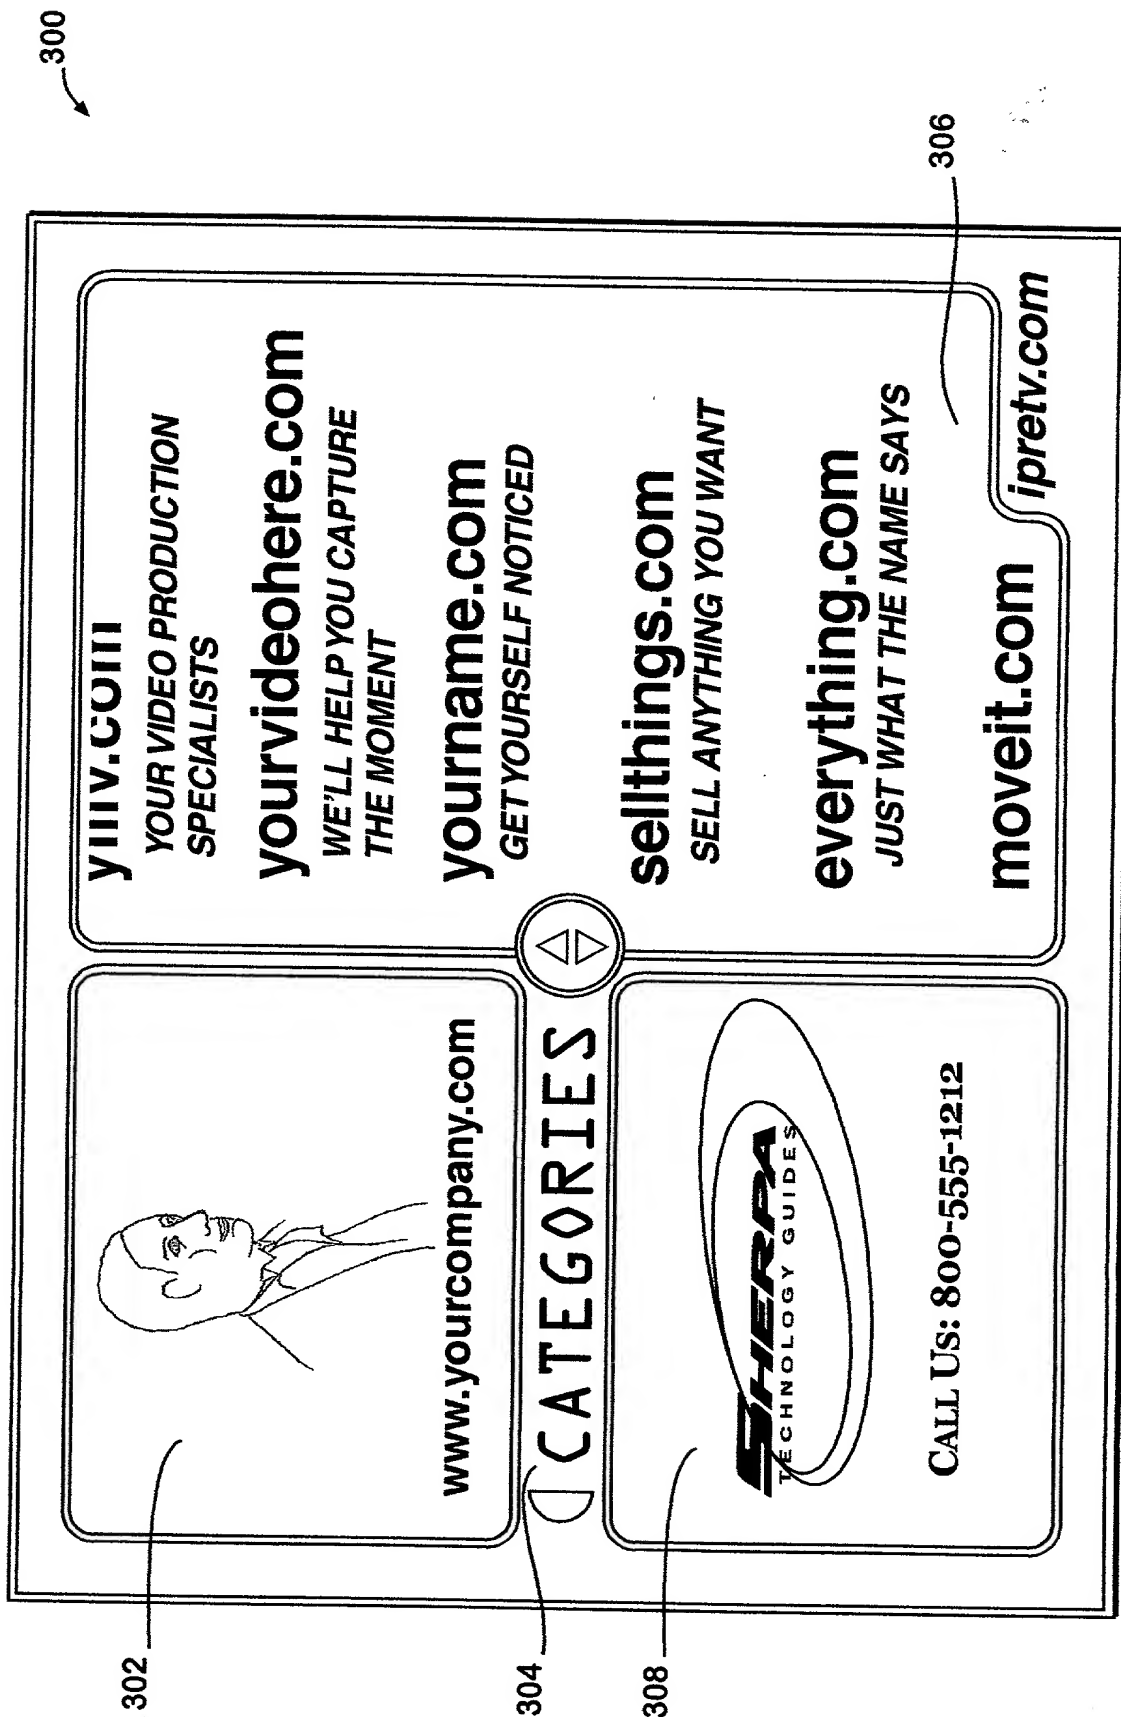 300
302
www.yourcompany.com
304
CATEGORIES
308
SHERPA
TECHNOLOGY GUIDES
CALL US: 800-555-1212
YOUR VIDEO PRODUCTION
SPECIALISTS
yourvideohere.com
WE'LL HELP YOU CAPTURE
THE MOMENT
yourname.com
GET YOURSELF NOTICED
sellthings.com
SELL ANYTHING YOU WANT
everything.com
JUST WHAT THE NAME SAYS
moveit.com
306
ipretv.com